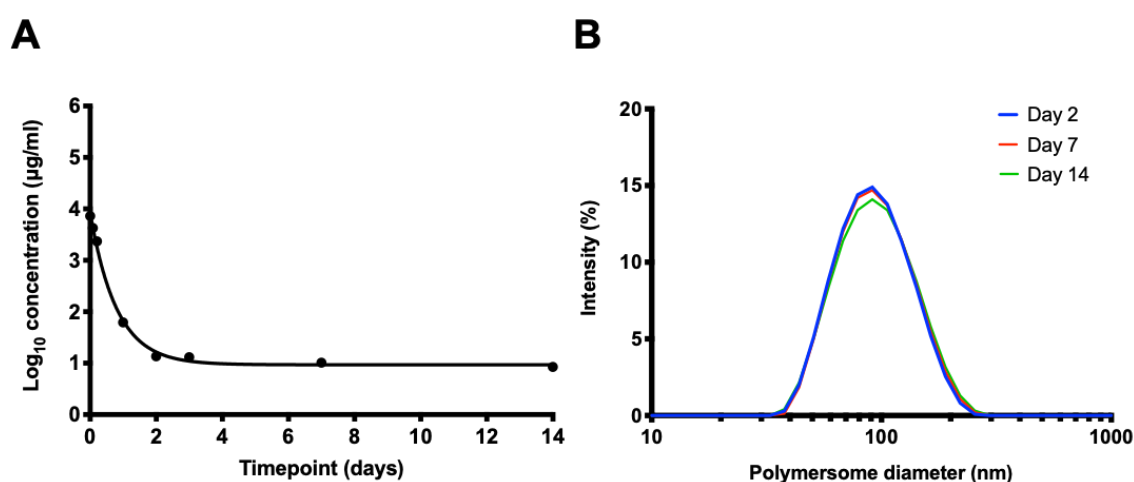 A
6
5
4
3
2
1
0
0 2 4 6 8 10 12 14
Log₁₀ concentration (µg/ml)
Timepoint (days)
B
20
15
10
5
0
10 100 1000
Intensity (%)
Polymersome diameter (nm)
Day 2
Day 7
Day 14